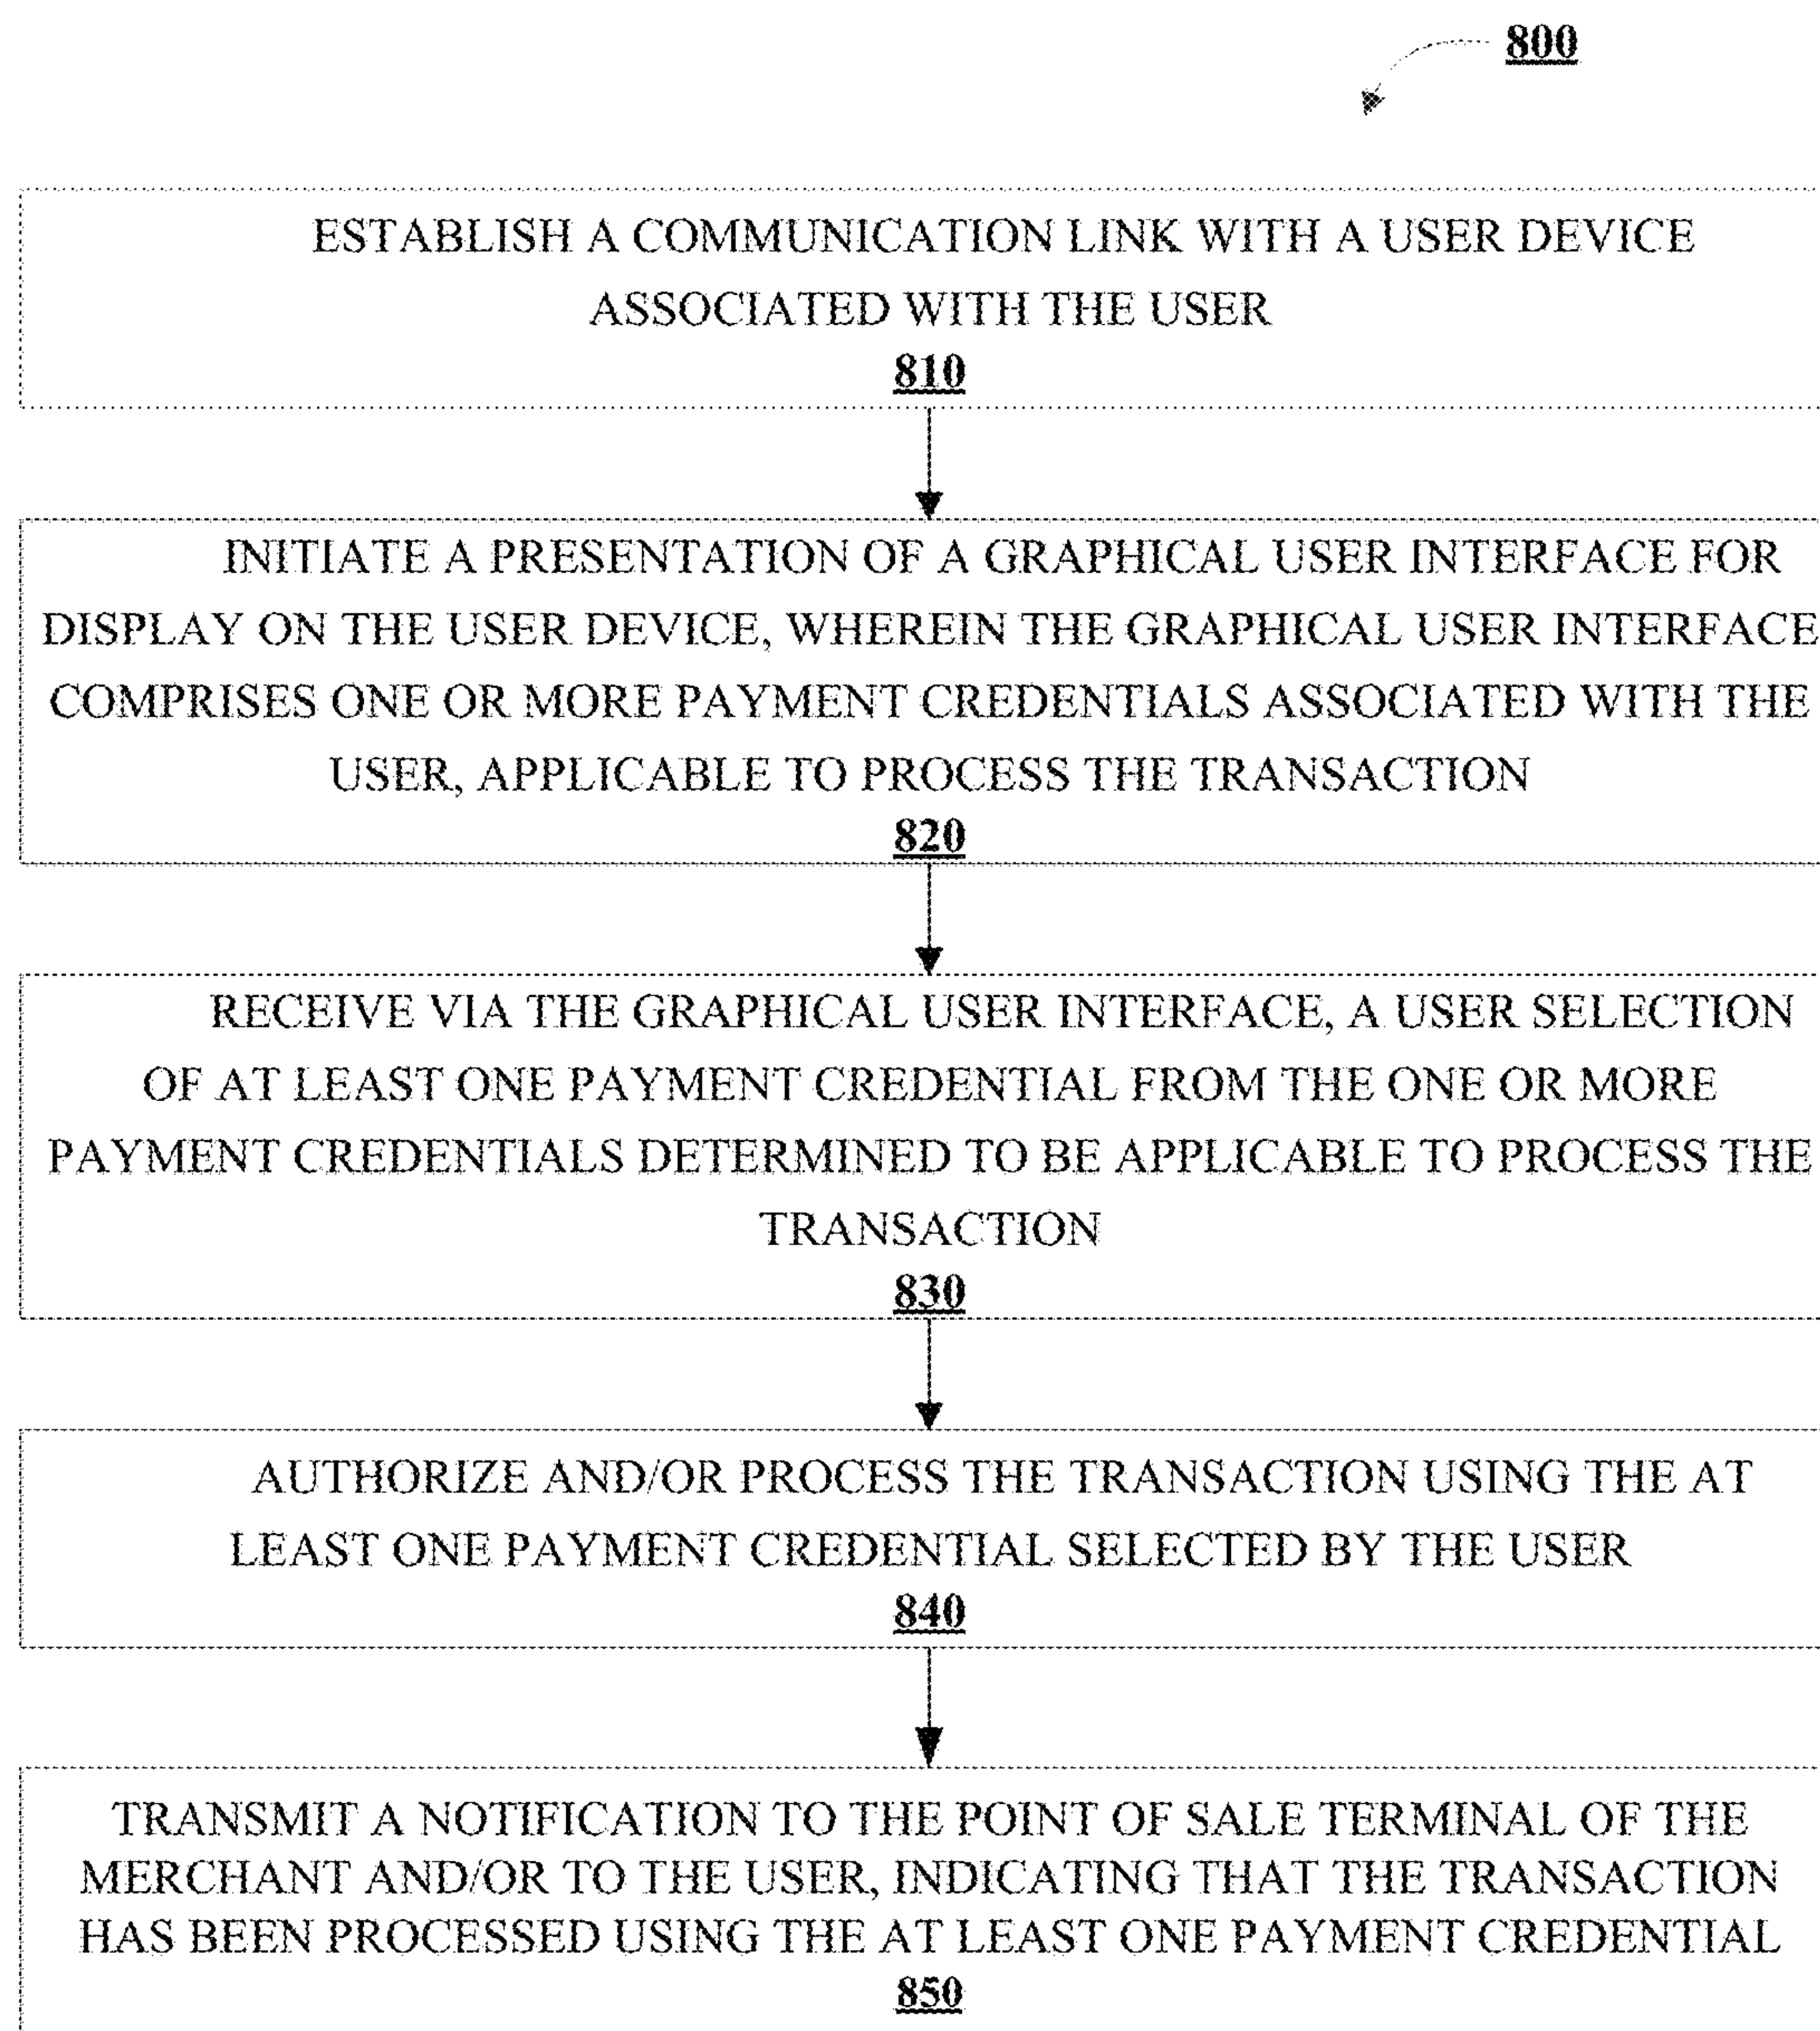 800
ESTABLISH A COMMUNICATION LINK WITH A USER DEVICE
ASSOCIATED WITH THE USER
810
INITIATE A PRESENTATION OF A GRAPHICAL USER INTERFACE FOR
DISPLAY ON THE USER DEVICE, WHEREIN THE GRAPHICAL USER INTERFACE
COMPRISES ONE OR MORE PAYMENT CREDENTIALS ASSOCIATED WITH THE
USER, APPLICABLE TO PROCESS THE TRANSACTION
820
RECEIVE VIA THE GRAPHICAL USER INTERFACE, A USER SELECTION
OF AT LEAST ONE PAYMENT CREDENTIAL FROM THE ONE OR MORE
PAYMENT CREDENTIALS DETERMINED TO BE APPLICABLE TO PROCESS THE
TRANSACTION
830
AUTHORIZE AND/OR PROCESS THE TRANSACTION USING THE AT
LEAST ONE PAYMENT CREDENTIAL SELECTED BY THE USER
840
TRANSMIT A NOTIFICATION TO THE POINT OF SALE TERMINAL OF THE
MERCHANT AND/OR TO THE USER, INDICATING THAT THE TRANSACTION
HAS BEEN PROCESSED USING THE AT LEAST ONE PAYMENT CREDENTIAL
850